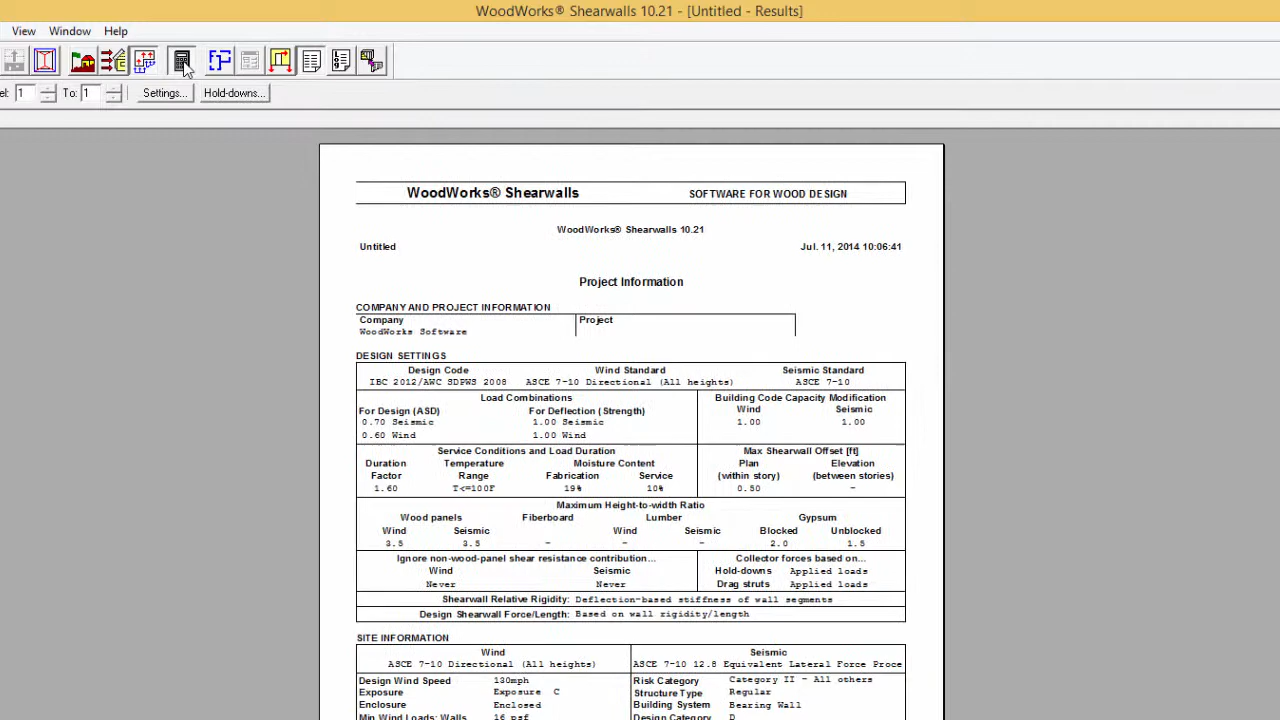 WoodWorks® Shearwalls 10.21 - [Untitled - Results]
View Window Help
el: 1 To: 1 Settings... Hold-downs...
WoodWorks® Shearwalls SOFTWARE FOR WOOD DESIGN
WoodWorks® Shearwalls 10.21
Untitled Jul. 11, 2014 10:06:41
Project Information
COMPANY AND PROJECT INFORMATION
Company Project
WoodWorks Software
DESIGN SETTINGS
Design Code Wind Standard Seismic Standard
IBC 2012/AWC SDPWS 2008 ASCE 7-10 Directional (All heights) ASCE 7-10
Load Combinations Building Code Capacity Modification
For Design (ASD) For Deflection (Strength) Wind Seismic
0.70 Seismic 1.00 Seismic 1.00 1.00
0.60 Wind 1.00 Wind
Service Conditions and Load Duration Max Shearwall Offset [ft]
Duration Temperature Moisture Content Plan Elevation
Factor Range Fabrication Service (within story) (between stories)
1.60 T<=100F 19% 10% 0.50 -
Maximum Height-to-width Ratio
Wood panels Fiberboard Lumber Gypsum
Wind Seismic Wind Seismic Blocked Unblocked
3.5 3.5 - - - 2.0 1.5
Ignore non-wood-panel shear resistance contribution... Collector forces based on...
Wind Seismic Hold-downs Applied loads
Never Never Drag struts Applied loads
Shearwall Relative Rigidity: Deflection-based stiffness of wall segments
Design Shearwall Force/Length: Based on wall rigidity/length
SITE INFORMATION
Wind Seismic
ASCE 7-10 Directional (All heights) ASCE 7-10 12.8 Equivalent Lateral Force Proce
Design Wind Speed 130mph Risk Category Category II - All others
Exposure Exposure C Structure Type Regular
Enclosure Enclosed Building System Bearing Wall
Min Wind Loads: Walls 16 psf Design Category D